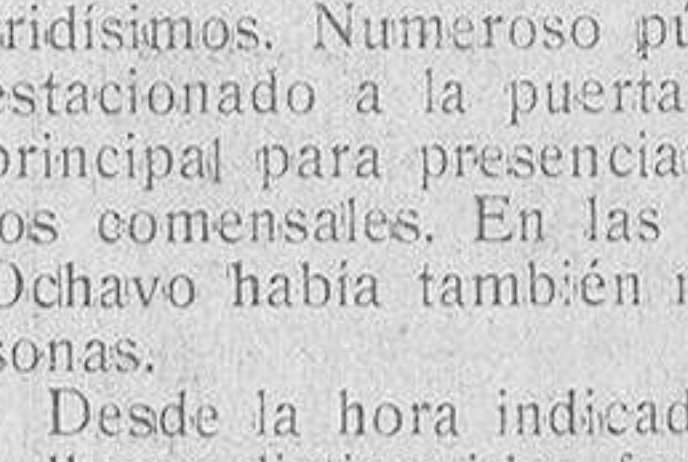 ridísimos. Numeroso pú
estacionado a la puerta
principal para presencia
los comensales. En las
Ochavo había también
sonas.
Desde la hora indicad